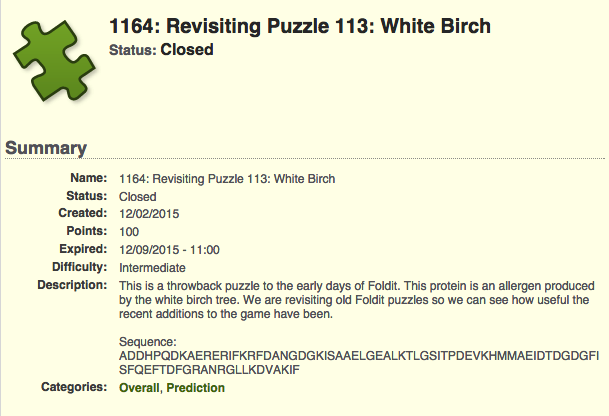 1164: Revisiting Puzzle 113: White Birch
Status: Closed
Summary
Name: 1164: Revisiting Puzzle 113: White Birch
Status: Closed
Created: 12/02/2015
Points: 100
Expired: 12/09/2015 - 11:00
Difficulty: Intermediate
Description: This is a throwback puzzle to the early days of Foldit. This protein is an allergen produced
by the white birch tree. We are revisiting old Foldit puzzles so we can see how useful the
recent additions to the game have been.
Sequence:
ADDHPQDKAERERIFKRFDANGDGKISAAELGEALKTLGSITPDEVKHMMAEIDTDGDGFI
SFQEFTDFGRANRGLLKDVAKIF
Categories: Overall, Prediction